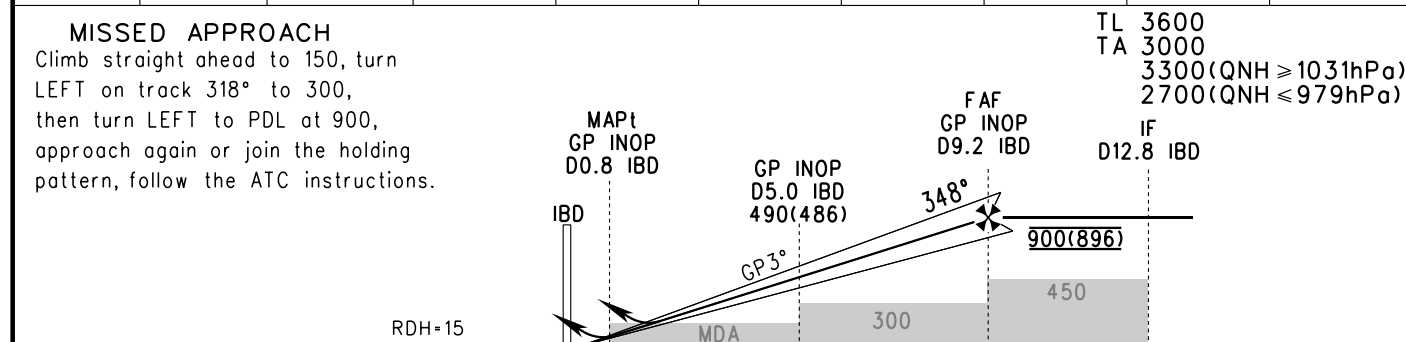 MISSED APPROACH
Climb straight ahead to 150, turn
LEFT on track 318° to 300,
then turn LEFT to PDL at 900,
approach again or join the holding
pattern, follow the ATC instructions.
TL 3600
TA 3000
3300(QNH ≥ 1031hPa)
2700(QNH ≤ 979hPa)
MAPt
GP INOP
D0.8 IBD
GP INOP
D5.0 IBD
490(486)
FAF
GP INOP
D9.2 IBD
IF
D12.8 IBD
IBD
348°
900(896)
GP3°
450
300
MDA
RDH=15